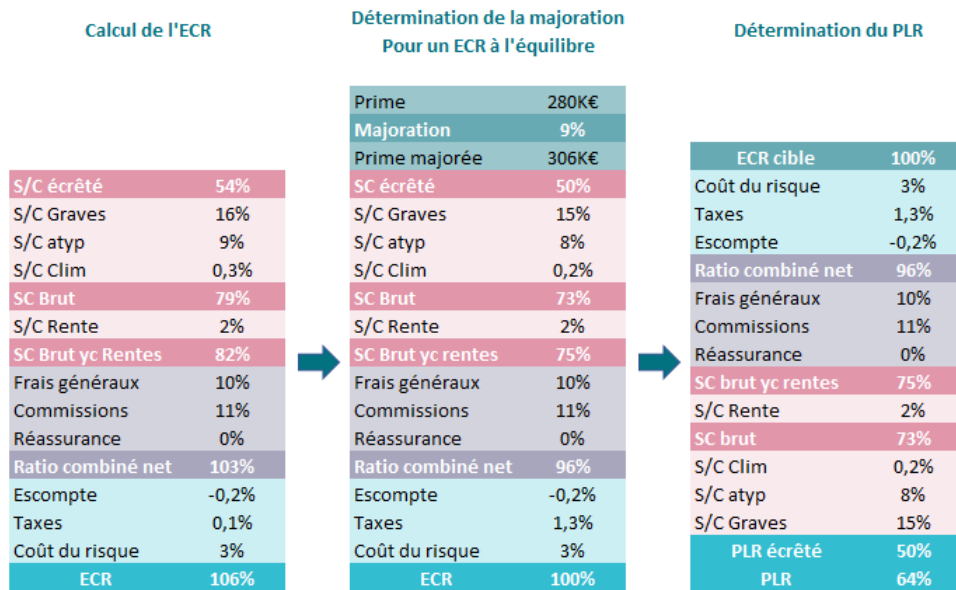 Calcul de l'ECR
S/C écrêté 54%
S/C Graves 16%
S/C atyp 9%
S/C Clim 0,3%
SC Brut 79%
S/C Rente 2%
SC Brut yc Rentes 82%
Frais généraux 10%
Commissions 11%
Réassurance 0%
Ratio combiné net 103%
Escompte -0,2%
Taxes 0,1%
Coût du risque 3%
ECR 106%
Détermination de la majoration
Pour un ECR à l'équilibre
Prime 280K€
Majoration 9%
Prime majorée 306K€
SC écrêté 50%
S/C Graves 15%
S/C atyp 8%
S/C Clim 0,2%
SC Brut 73%
S/C Rente 2%
SC Brut yc rentes 75%
Frais généraux 10%
Commissions 11%
Réassurance 0%
Ratio combiné net 96%
Escompte -0,2%
Taxes 1,3%
Coût du risque 3%
ECR 100%
Détermination du PLR
ECR cible 100%
Coût du risque 3%
Taxes 1,3%
Escompte -0,2%
Ratio combiné net 96%
Frais généraux 10%
Commissions 11%
Réassurance 0%
SC brut yc rentes 75%
S/C Rente 2%
SC brut 73%
S/C Clim 0,2%
S/C atyp 8%
S/C Graves 15%
PLR écrêté 50%
PLR 64%